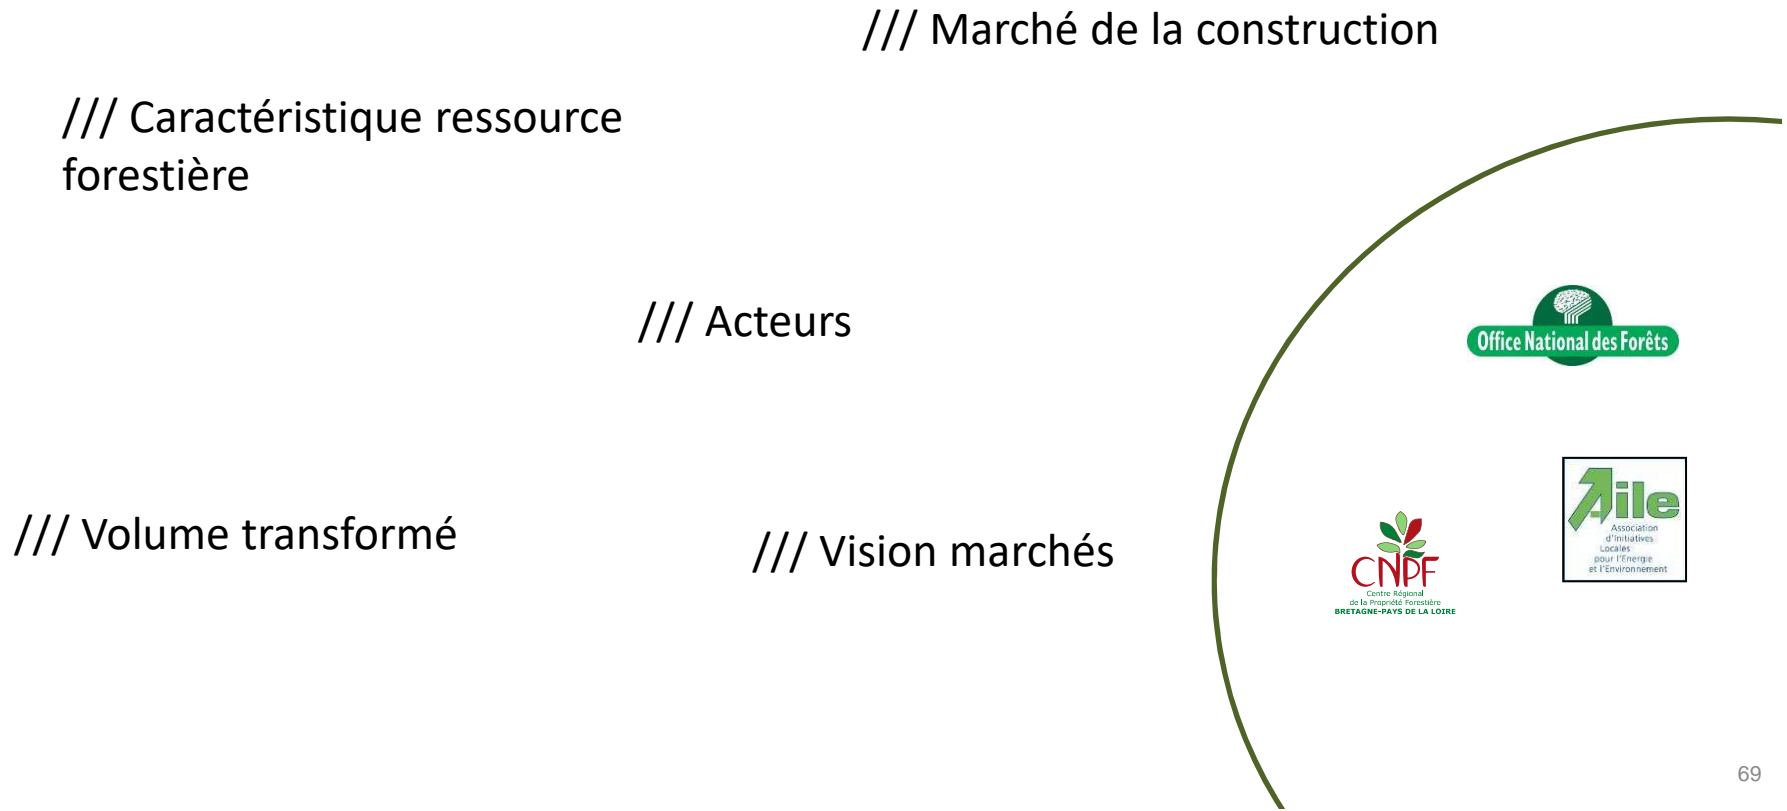 /// Marché de la construction
/// Caractéristique ressource
forestière
/// Acteurs
Office National des Forêts
/// Volume transformé
/// Vision marchés
Aile
Association
d'Initiatives
Locales
pour l'Energie
et l'Environnement
CNPF
Centre Régional
de la Propriété Forestière
BRETAGNE-PAYS DE LA LOIRE
69